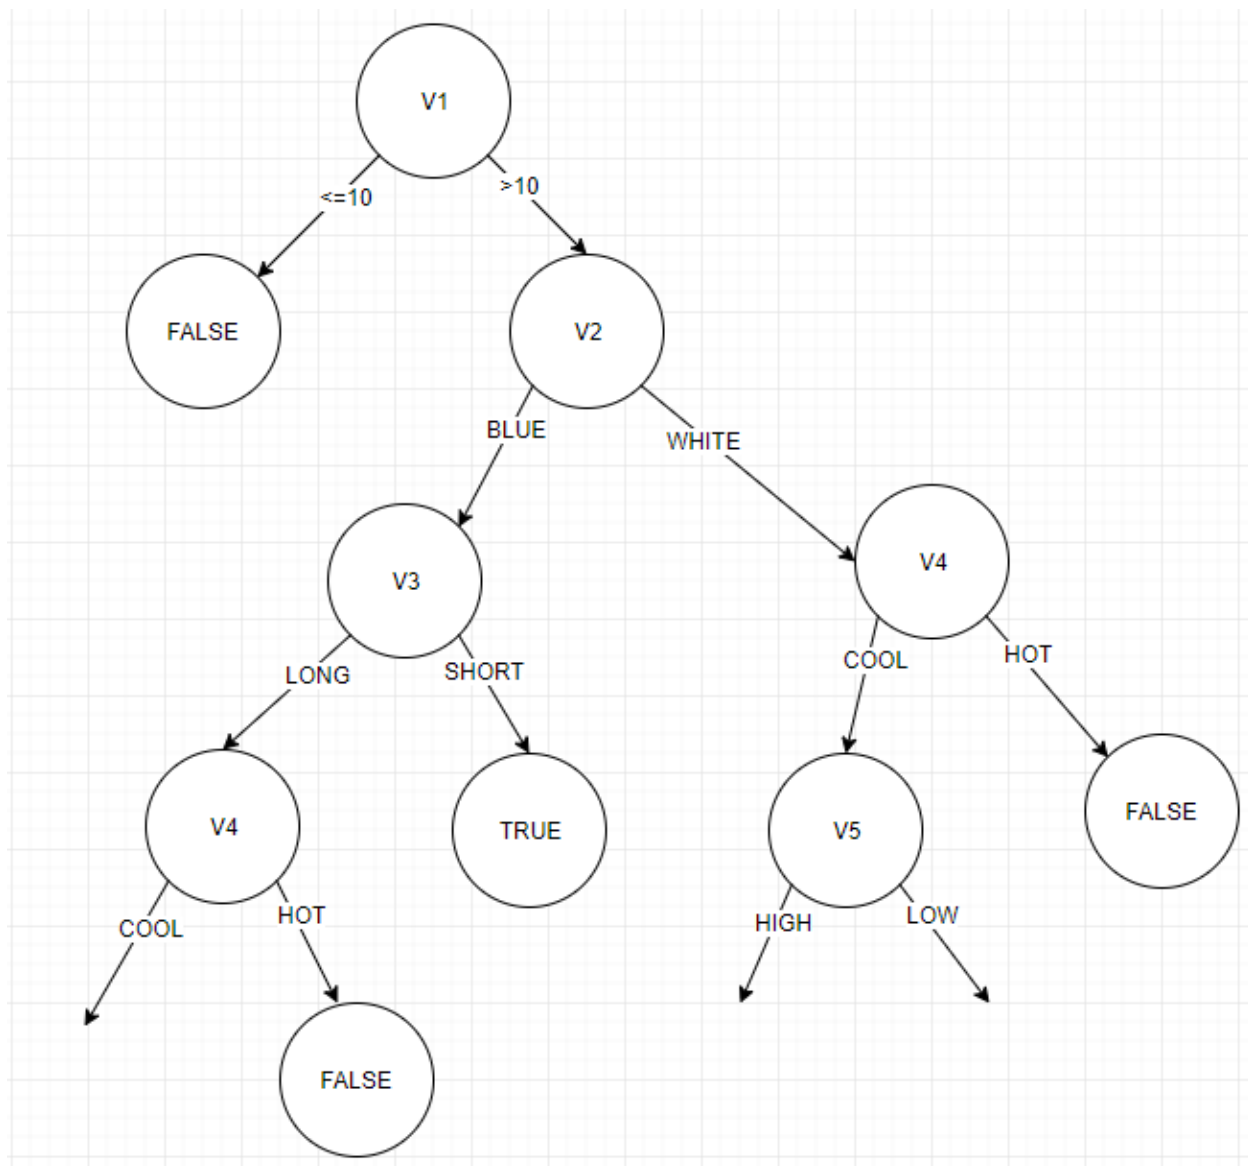 V1
<=10
>10
FALSE
V2
BLUE
WHITE
V3
V4
LONG
SHORT
COOL
HOT
V4
TRUE
V5
FALSE
COOL
HOT
HIGH
LOW
FALSE